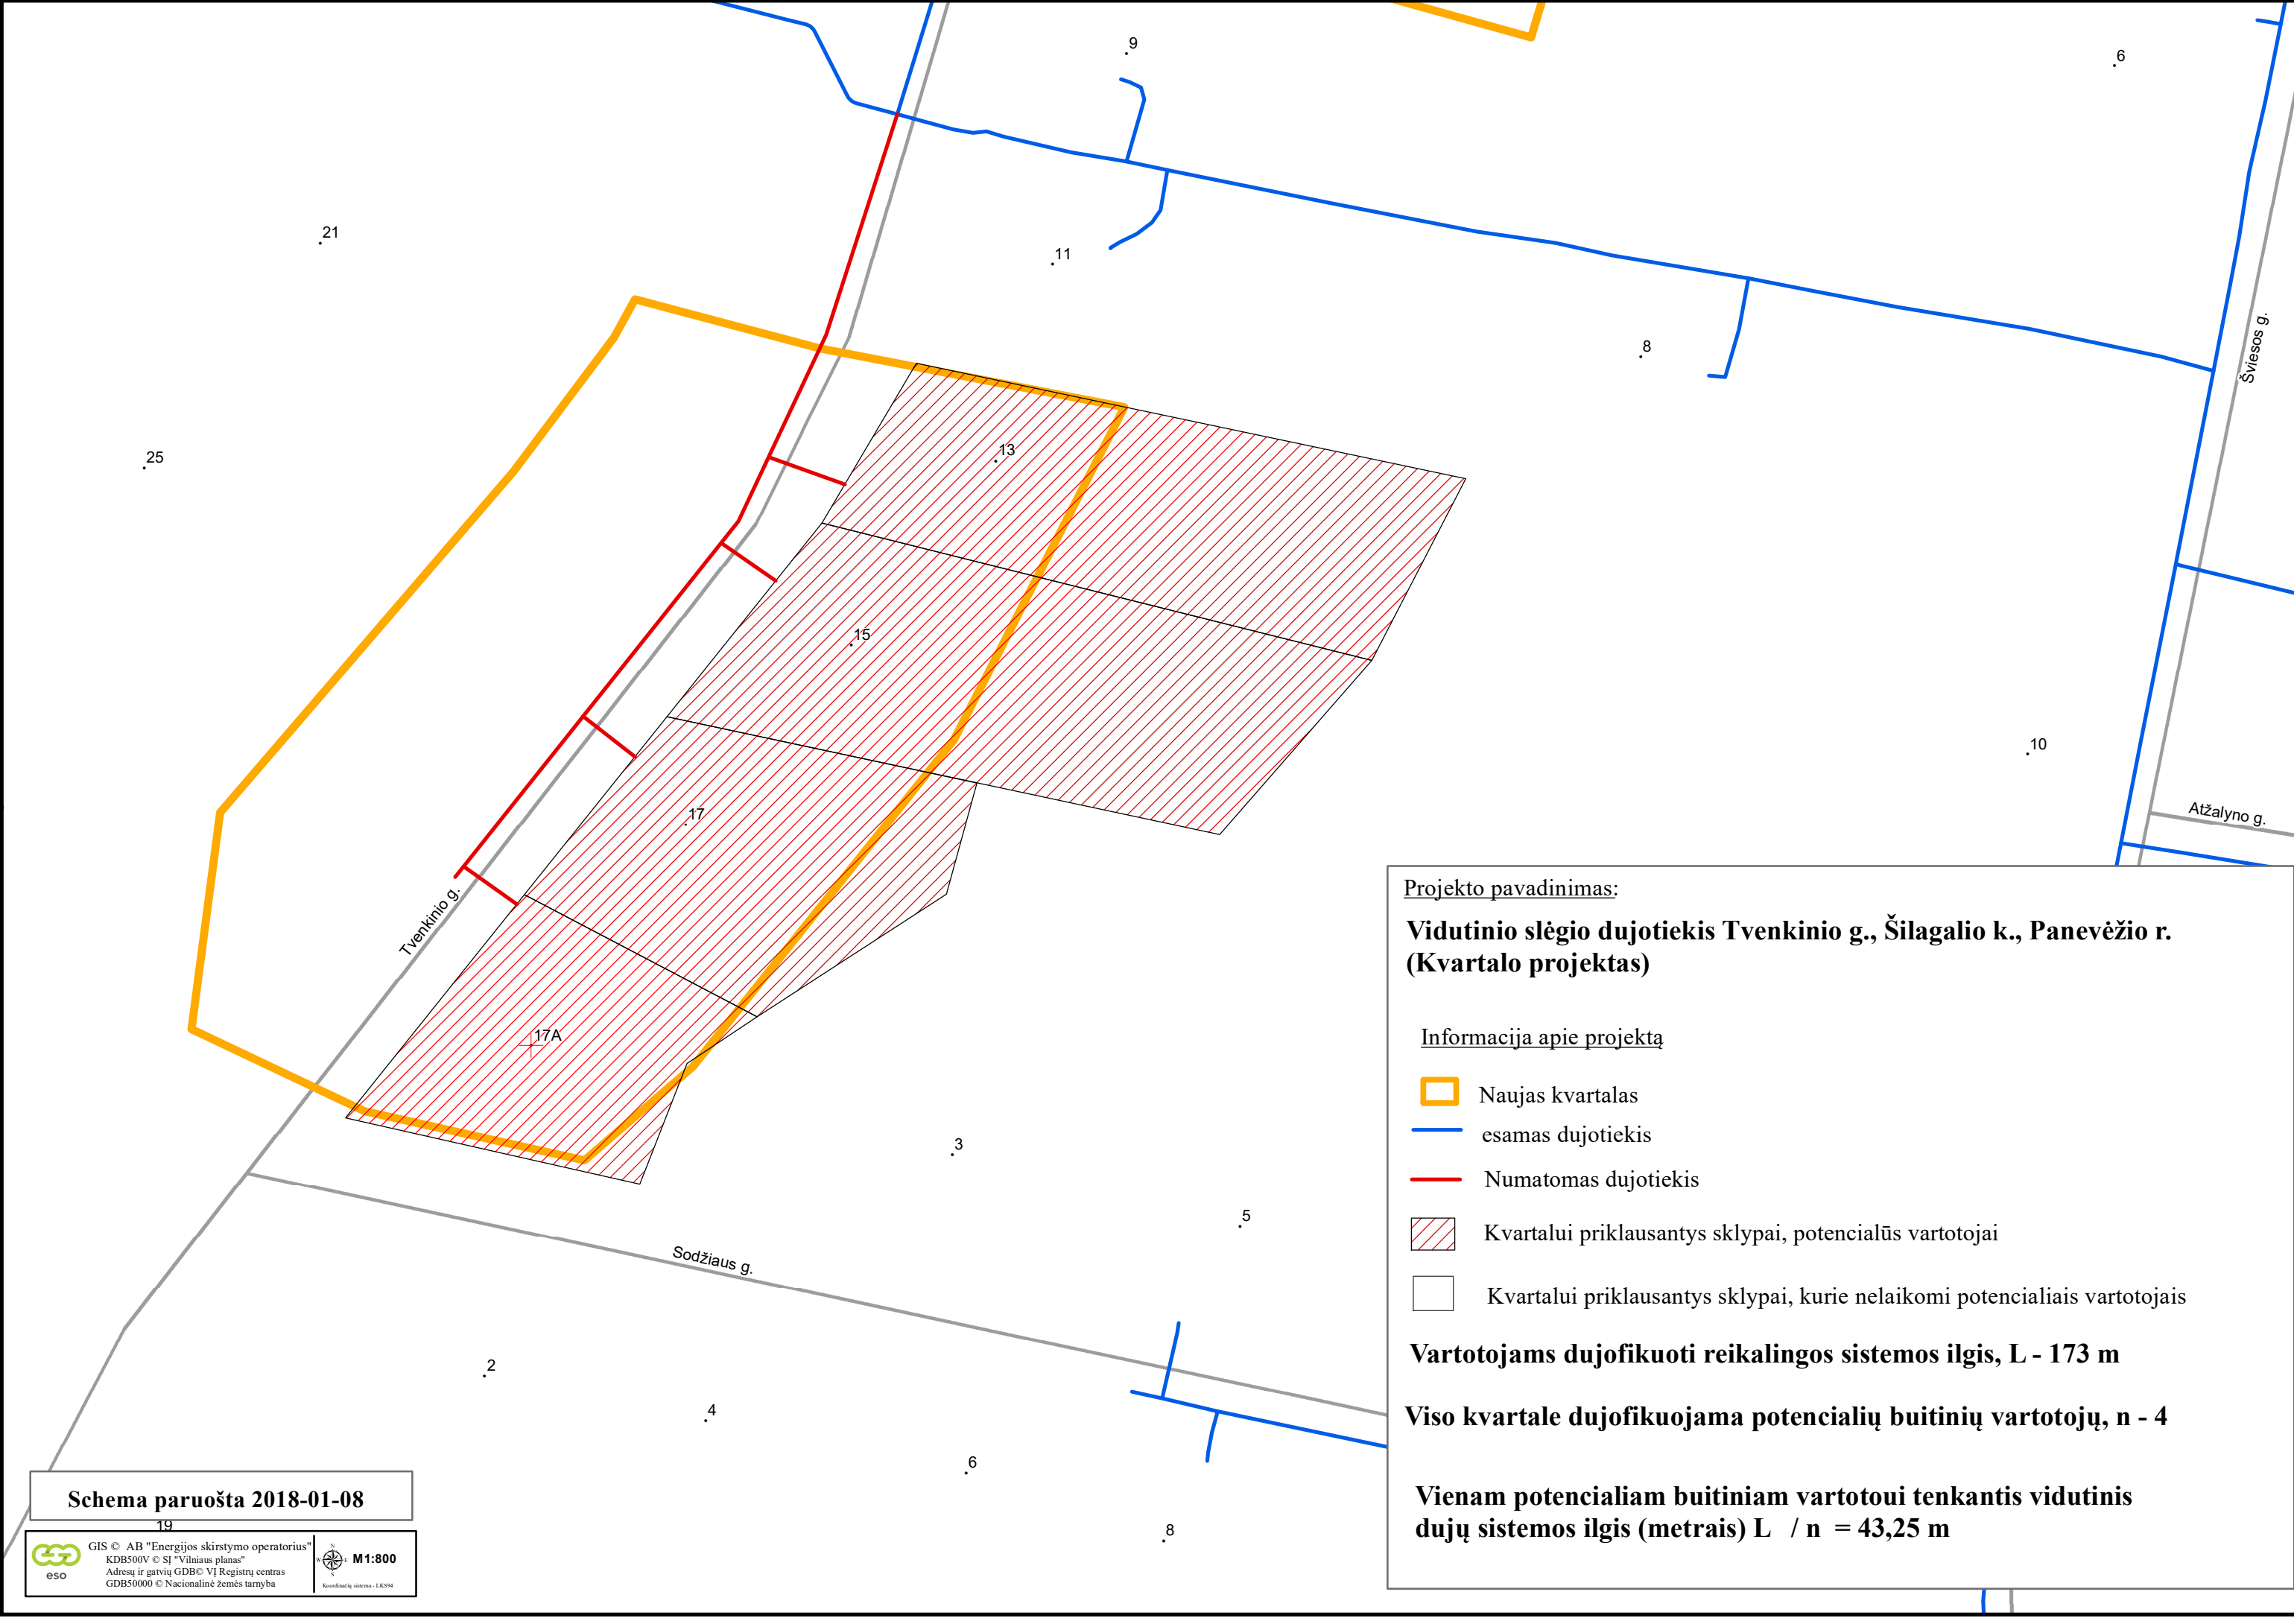 9
6
21
11
Šviesos g.
8
25
13
15
10
Atžalyno g.
17
Tvenkinio g.
17A
3
5
Sodžiaus g.
2
4
6
8
19
Projekto pavadinimas:
Vidutinio slėgio dujotiekis Tvenkinio g., Šilagalio k., Panevėžio r.
(Kvartalo projektas)
Informacija apie projektą
Naujas kvartalas
esamas dujotiekis
Numatomas dujotiekis
Kvartalui priklausantys sklypai, potencialūs vartotojai
Kvartalui priklausantys sklypai, kurie nelaikomi potencialiais vartotojais
Vartotojams dujofikuoti reikalingos sistemos ilgis, L - 173 m
Viso kvartale dujofikuojama potencialių buitinių vartotojų, n - 4
Vienam potencialiam buitiniam vartotoui tenkantis vidutinis
dujų sistemos ilgis (metrais) L / n = 43,25 m
Schema paruošta 2018-01-08
eso
GIS © AB "Energijos skirstymo operatorius"
KDB500V © SĮ "Vilniaus planas"
Adresų ir gatvių GDB© VĮ Registrų centras
GDB50000 © Nacionalinė žemės tarnyba
N
W E
S
M1:800
Koordinačių sistema - LKS94